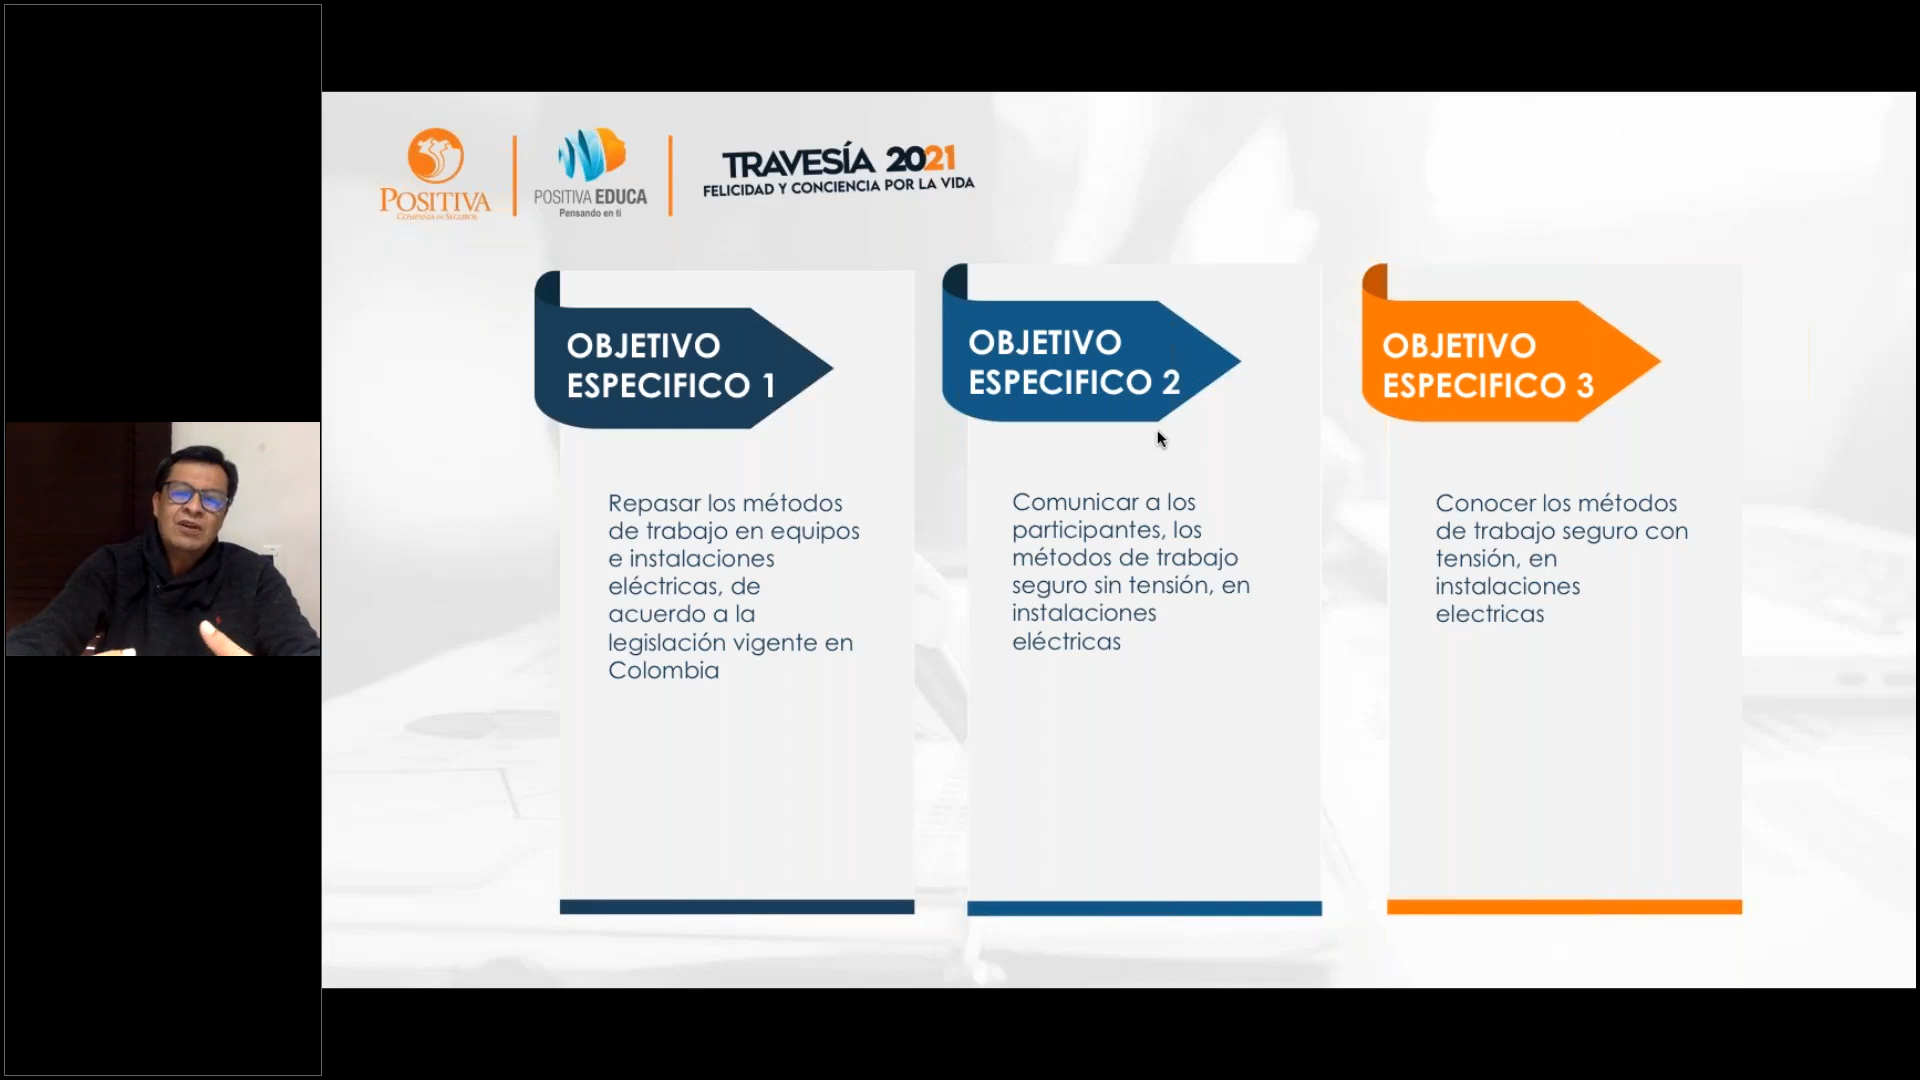 POSITIVA
COMPAÑÍA DE SEGUROS
POSITIVA EDUCA
Pensando en ti
TRAVESÍA 2021
FELICIDAD Y CONCIENCIA POR LA VIDA
OBJETIVO
ESPECIFICO 1
Repasar los métodos
de trabajo en equipos
e instalaciones
eléctricas, de
acuerdo a la
legislación vigente en
Colombia
OBJETIVO
ESPECIFICO 2
Comunicar a los
participantes, los
métodos de trabajo
seguro sin tensión, en
instalaciones
eléctricas
OBJETIVO
ESPECIFICO 3
Conocer los métodos
de trabajo seguro con
tensión, en
instalaciones
electricas